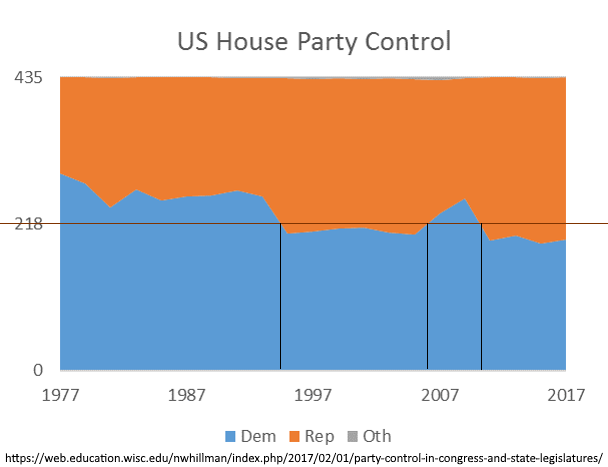 US House Party Control
435
218
0
1977 1987 1997 2007 2017
Dem Rep Oth
https://web.education.wisc.edu/nwhillman/index.php/2017/02/01/party-control-in-congress-and-state-legislatures/